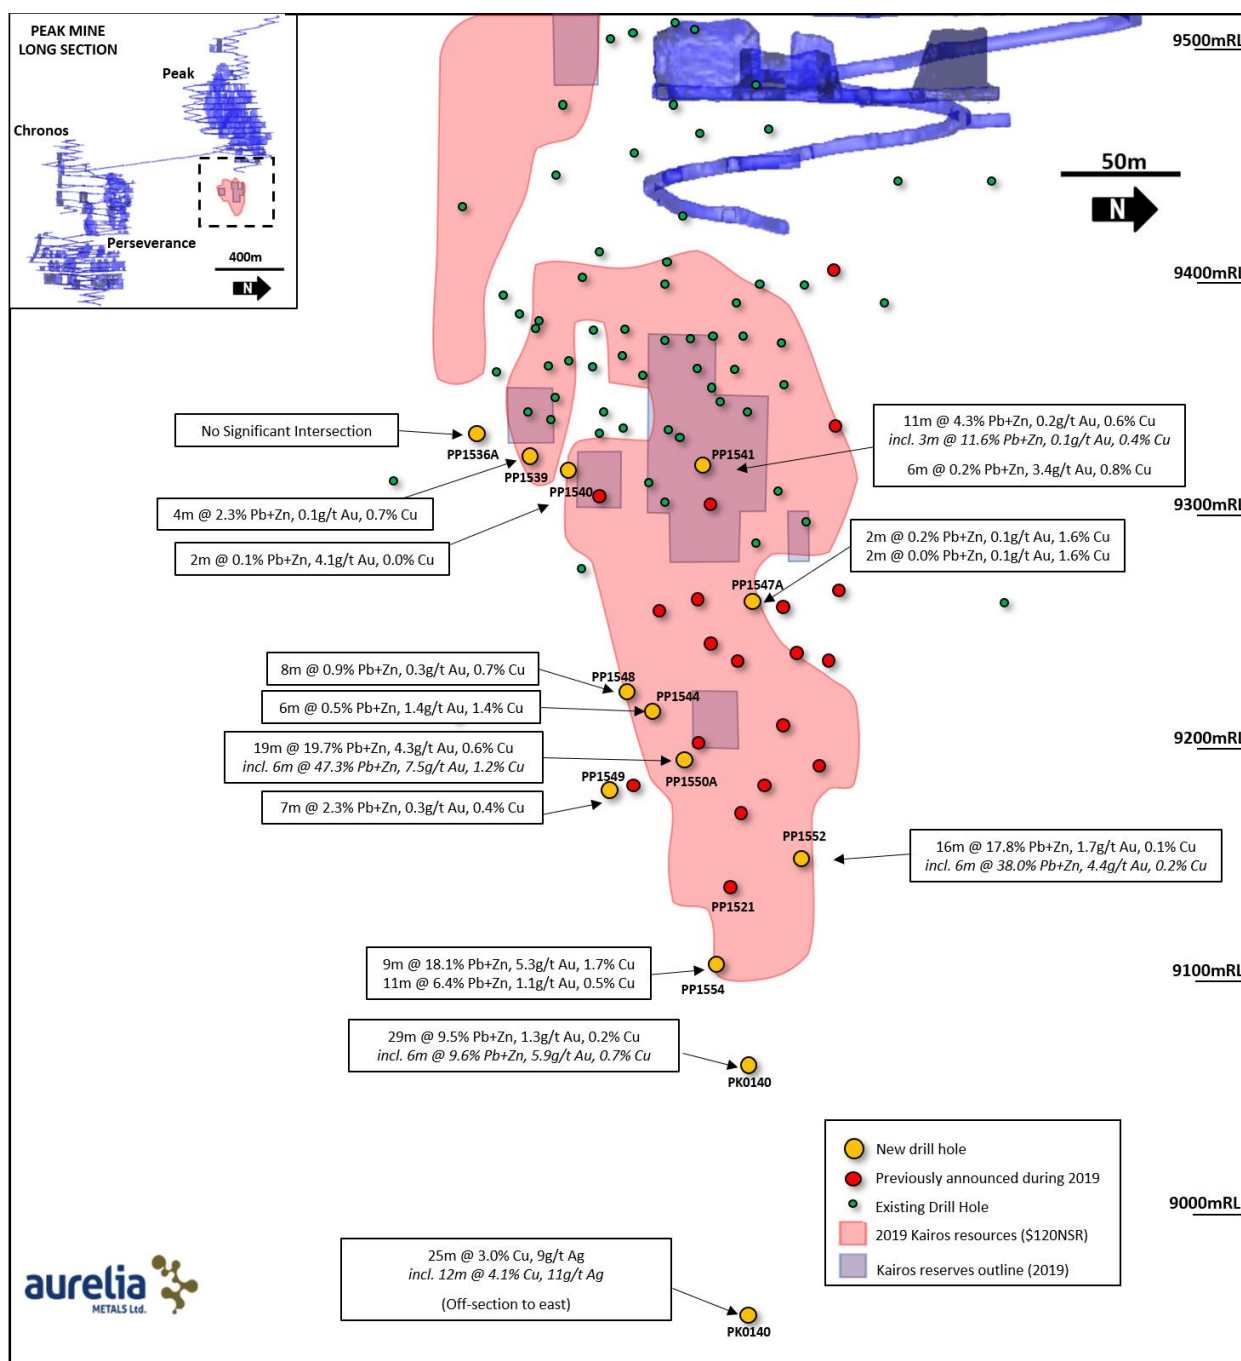 PEAK MINE
LONG SECTION
Peak
Chronos
Perseverance
400m
N
9500mRL
50m
N
9400mRL
9300mRL
9200mRL
9100mRL
9000mRL
No Significant Intersection
PP1536A
PP1539
PP1540
PP1541
11m @ 4.3% Pb+Zn, 0.2g/t Au, 0.6% Cu
incl. 3m @ 11.6% Pb+Zn, 0.1g/t Au, 0.4% Cu
6m @ 0.2% Pb+Zn, 3.4g/t Au, 0.8% Cu
4m @ 2.3% Pb+Zn, 0.1g/t Au, 0.7% Cu
2m @ 0.1% Pb+Zn, 4.1g/t Au, 0.0% Cu
2m @ 0.2% Pb+Zn, 0.1g/t Au, 1.6% Cu
2m @ 0.0% Pb+Zn, 0.1g/t Au, 1.6% Cu
PP1547A
8m @ 0.9% Pb+Zn, 0.3g/t Au, 0.7% Cu
PP1548
6m @ 0.5% Pb+Zn, 1.4g/t Au, 1.4% Cu
PP1544
19m @ 19.7% Pb+Zn, 4.3g/t Au, 0.6% Cu
incl. 6m @ 47.3% Pb+Zn, 7.5g/t Au, 1.2% Cu
PP1550A
PP1549
7m @ 2.3% Pb+Zn, 0.3g/t Au, 0.4% Cu
PP1552
16m @ 17.8% Pb+Zn, 1.7g/t Au, 0.1% Cu
incl. 6m @ 38.0% Pb+Zn, 4.4g/t Au, 0.2% Cu
PP1521
9m @ 18.1% Pb+Zn, 5.3g/t Au, 1.7% Cu
11m @ 6.4% Pb+Zn, 1.1g/t Au, 0.5% Cu
PP1554
29m @ 9.5% Pb+Zn, 1.3g/t Au, 0.2% Cu
incl. 6m @ 9.6% Pb+Zn, 5.9g/t Au, 0.7% Cu
PK0140
New drill hole
Previously announced during 2019
Existing Drill Hole
2019 Kairos resources ($120NSR)
Kairos reserves outline (2019)
25m @ 3.0% Cu, 9g/t Ag
incl. 12m @ 4.1% Cu, 11g/t Ag
(Off-section to east)
PK0140
aurelia
METALS Ltd.